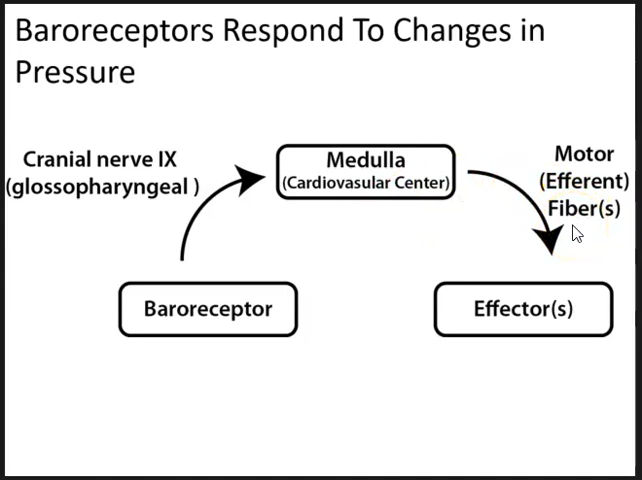 Baroreceptors Respond To Changes in
Pressure
Cranial nerve IX
(glossopharyngeal )
Medulla
(Cardiovasular Center)
Motor
(Efferent)
Fiber(s)
Baroreceptor
Effector(s)